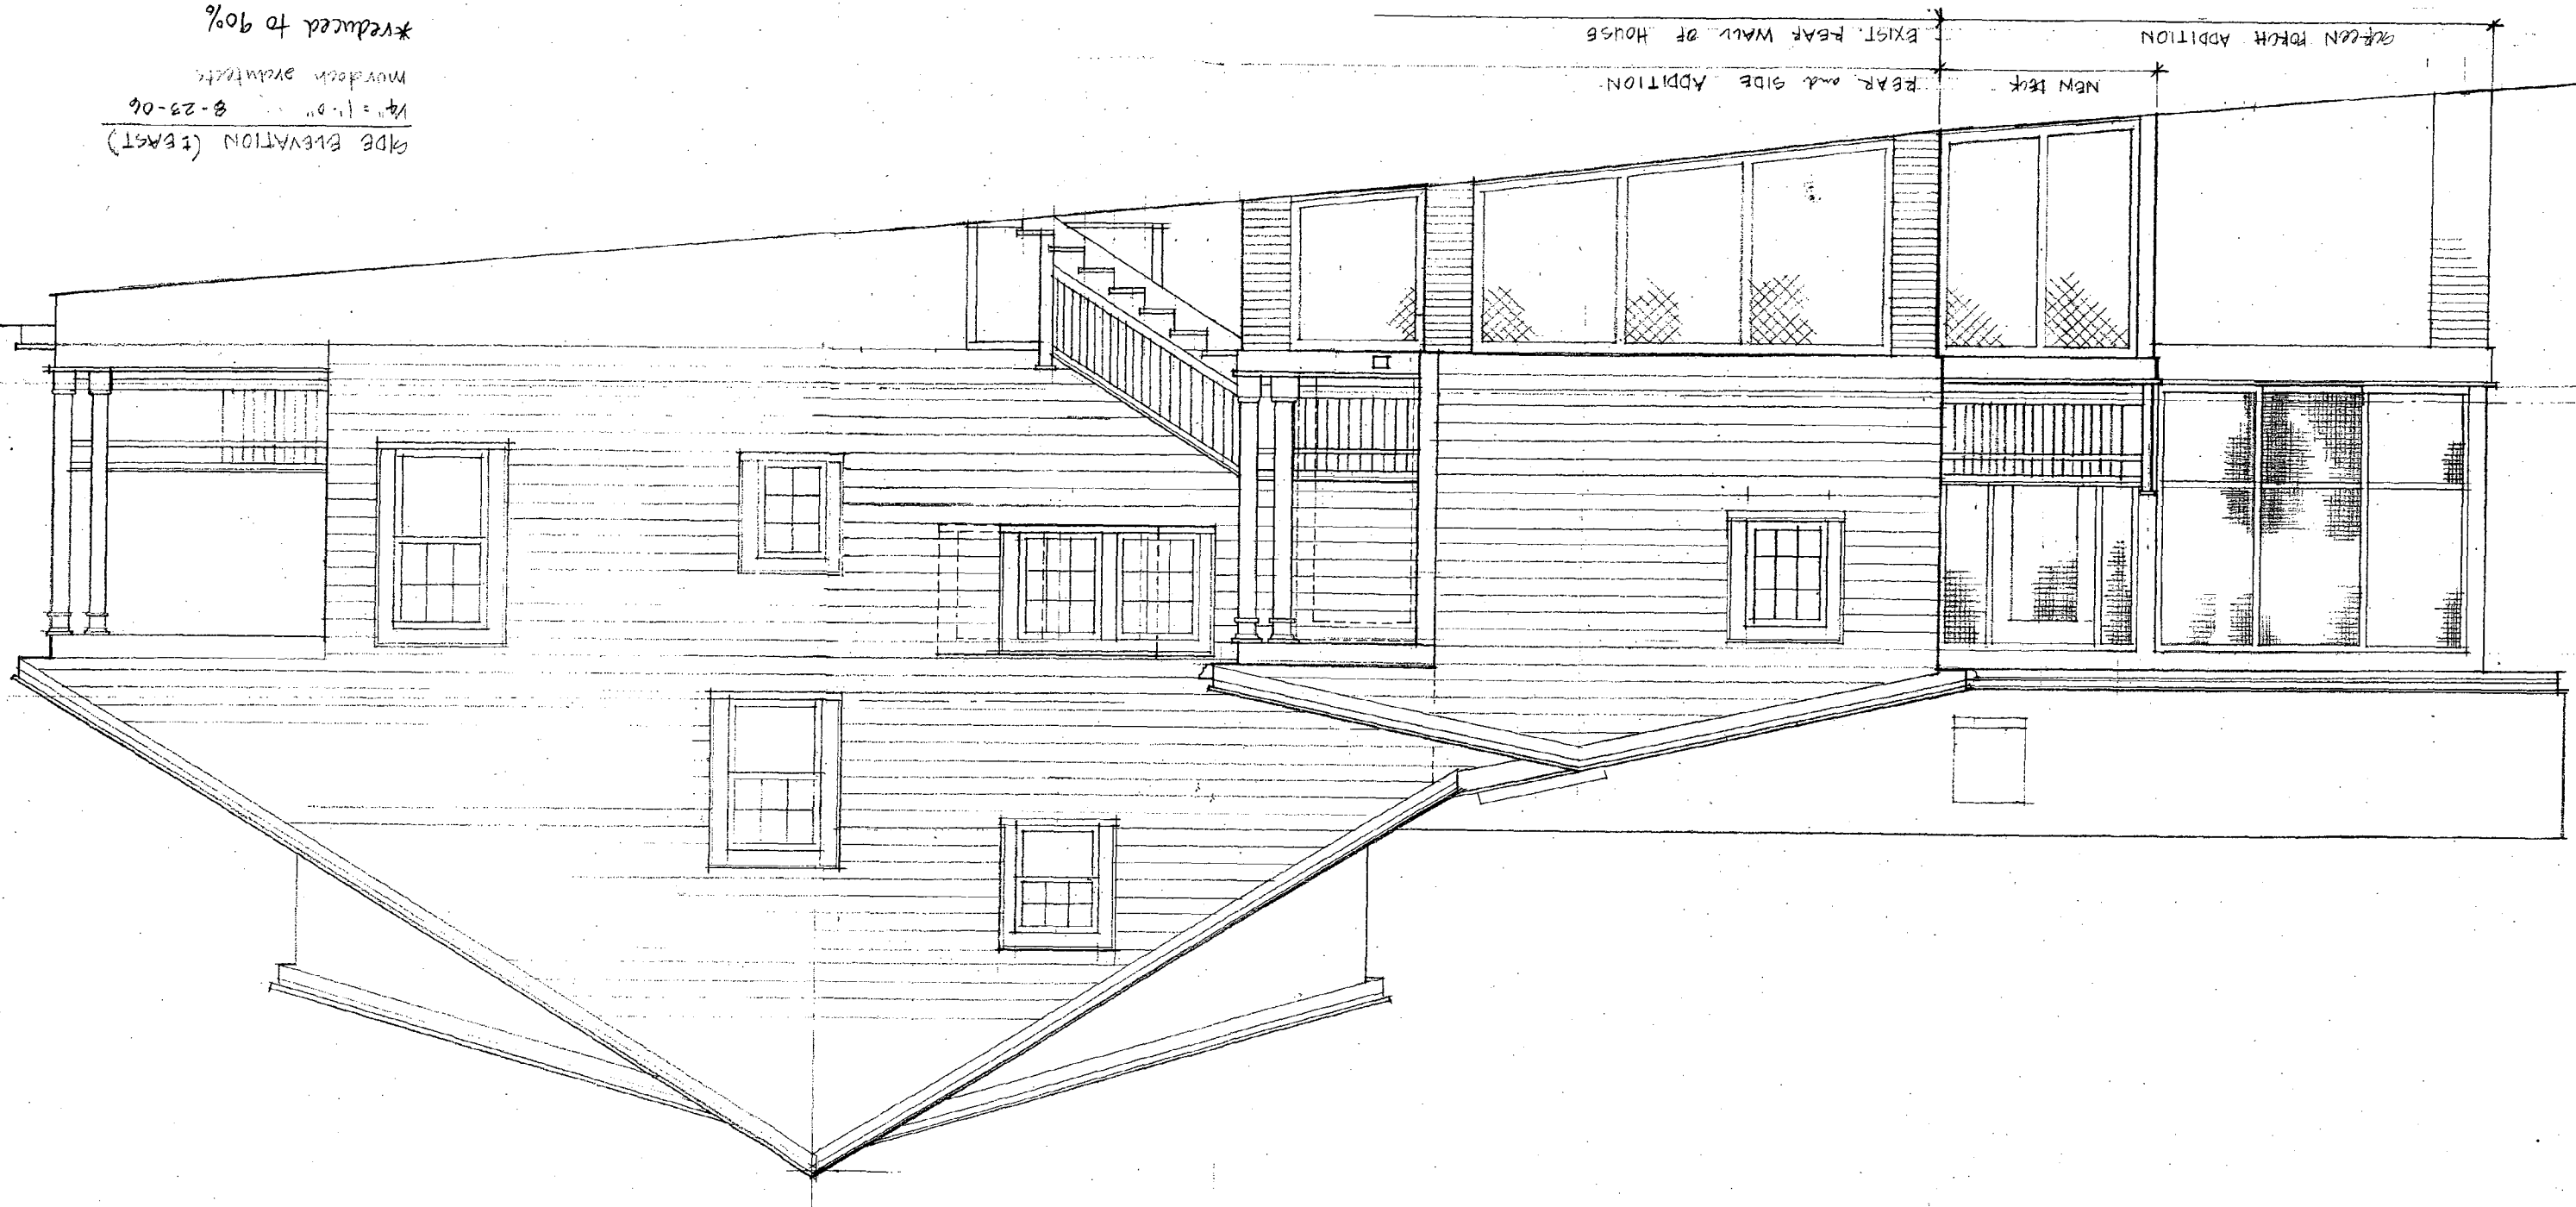 SCREEN PORCH ADDITION
EXIST. REAR WALL OF HOUSE
NEW DECK
REAR and SIDE ADDITION
SIDE ELEVATION (EAST)
1/4" = 1'-0" 8-23-06
murdoch architects
*reduced to 90%